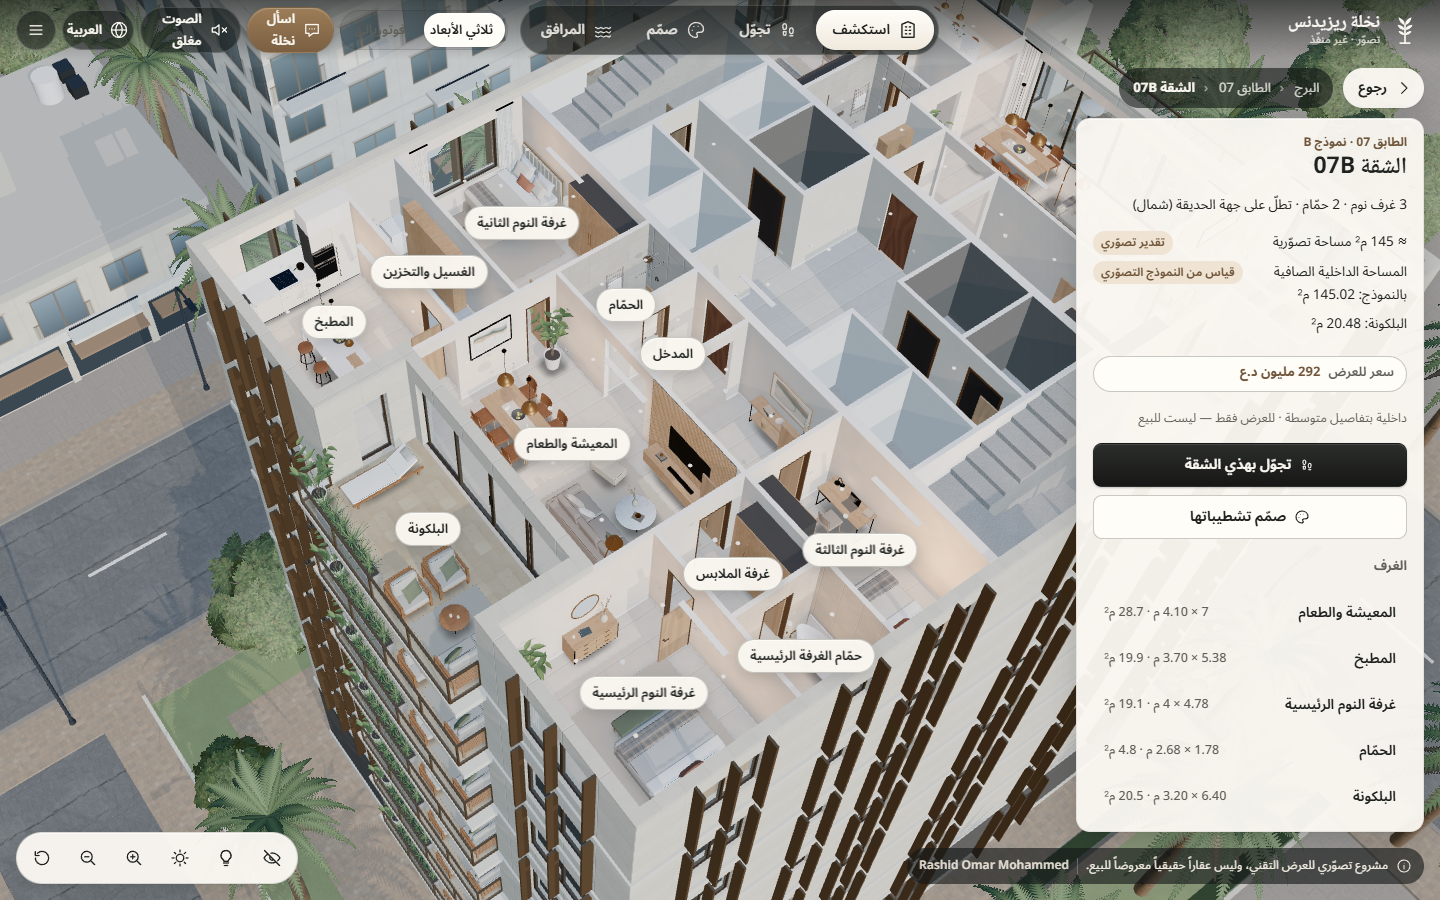 نخلة ريزيدنس
تصوّر · غير منفّذ
استكشف
تجوّل
صمّم
المرافق
ثلاثي الأبعاد
اسأل نخلة
الصوت مغلق
العربية
رجوع
البرج › الطابق 07 › الشقة 07B
الطابق 07 · نموذج B
الشقة 07B
3 غرف نوم · 2 حمّام · تطلّ على جهة الحديقة (شمال)
≈ 145 م² مساحة تصوّرية
تقدير تصوّري
المساحة الداخلية الصافية بالنموذج: 145.02 م²
قياس من النموذج التصوّري
البلكونة: 20.48 م²
سعر للعرض 292 مليون د.ع
داخلية بتفاصيل متوسطة · للعرض فقط — ليست للبيع
تجوّل بهذي الشقة
صمّم تشطيباتها
الغرف
المعيشة والطعام
7 × 4.10 م · 28.7 م²
المطبخ
5.38 × 3.70 م · 19.9 م²
غرفة النوم الرئيسية
4.78 × 4 م · 19.1 م²
الحمّام
1.78 × 2.68 م · 4.8 م²
البلكونة
6.40 × 3.20 م · 20.5 م²
غرفة النوم الثانية
الغسيل والتخزين
الحمّام
المطبخ
المدخل
المعيشة والطعام
البلكونة
غرفة النوم الثالثة
غرفة الملابس
حمّام الغرفة الرئيسية
غرفة النوم الرئيسية
مشروع تصوّري للعرض التقني، وليس عقاراً حقيقياً معروضاً للبيع. | Rashid Omar Mohammed